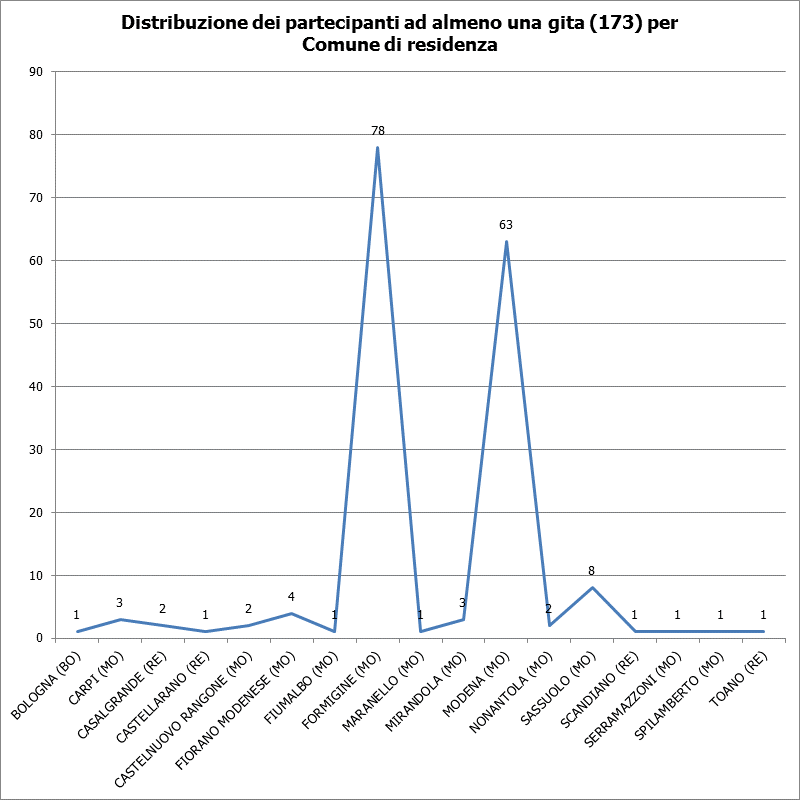 Distribuzione dei partecipanti ad almeno una gita (173) per
Comune di residenza
90
80
70
60
50
40
30
20
10
0
1
3
2
1
2
4
1
78
1
3
63
2
8
1
1
1
1
BOLOGNA (BO)
CARPI (MO)
CASALGRANDE (RE)
CASTELLARANO (RE)
CASTELNUOVO RANGONE (MO)
FIORANO MODENESE (MO)
FIUMALBO (MO)
FORMIGINE (MO)
MARANELLO (MO)
MIRANDOLA (MO)
MODENA (MO)
NONANTOLA (MO)
SASSUOLO (MO)
SCANDIANO (RE)
SERRAMAZZONI (MO)
SPILAMBERTO (MO)
TOANO (RE)